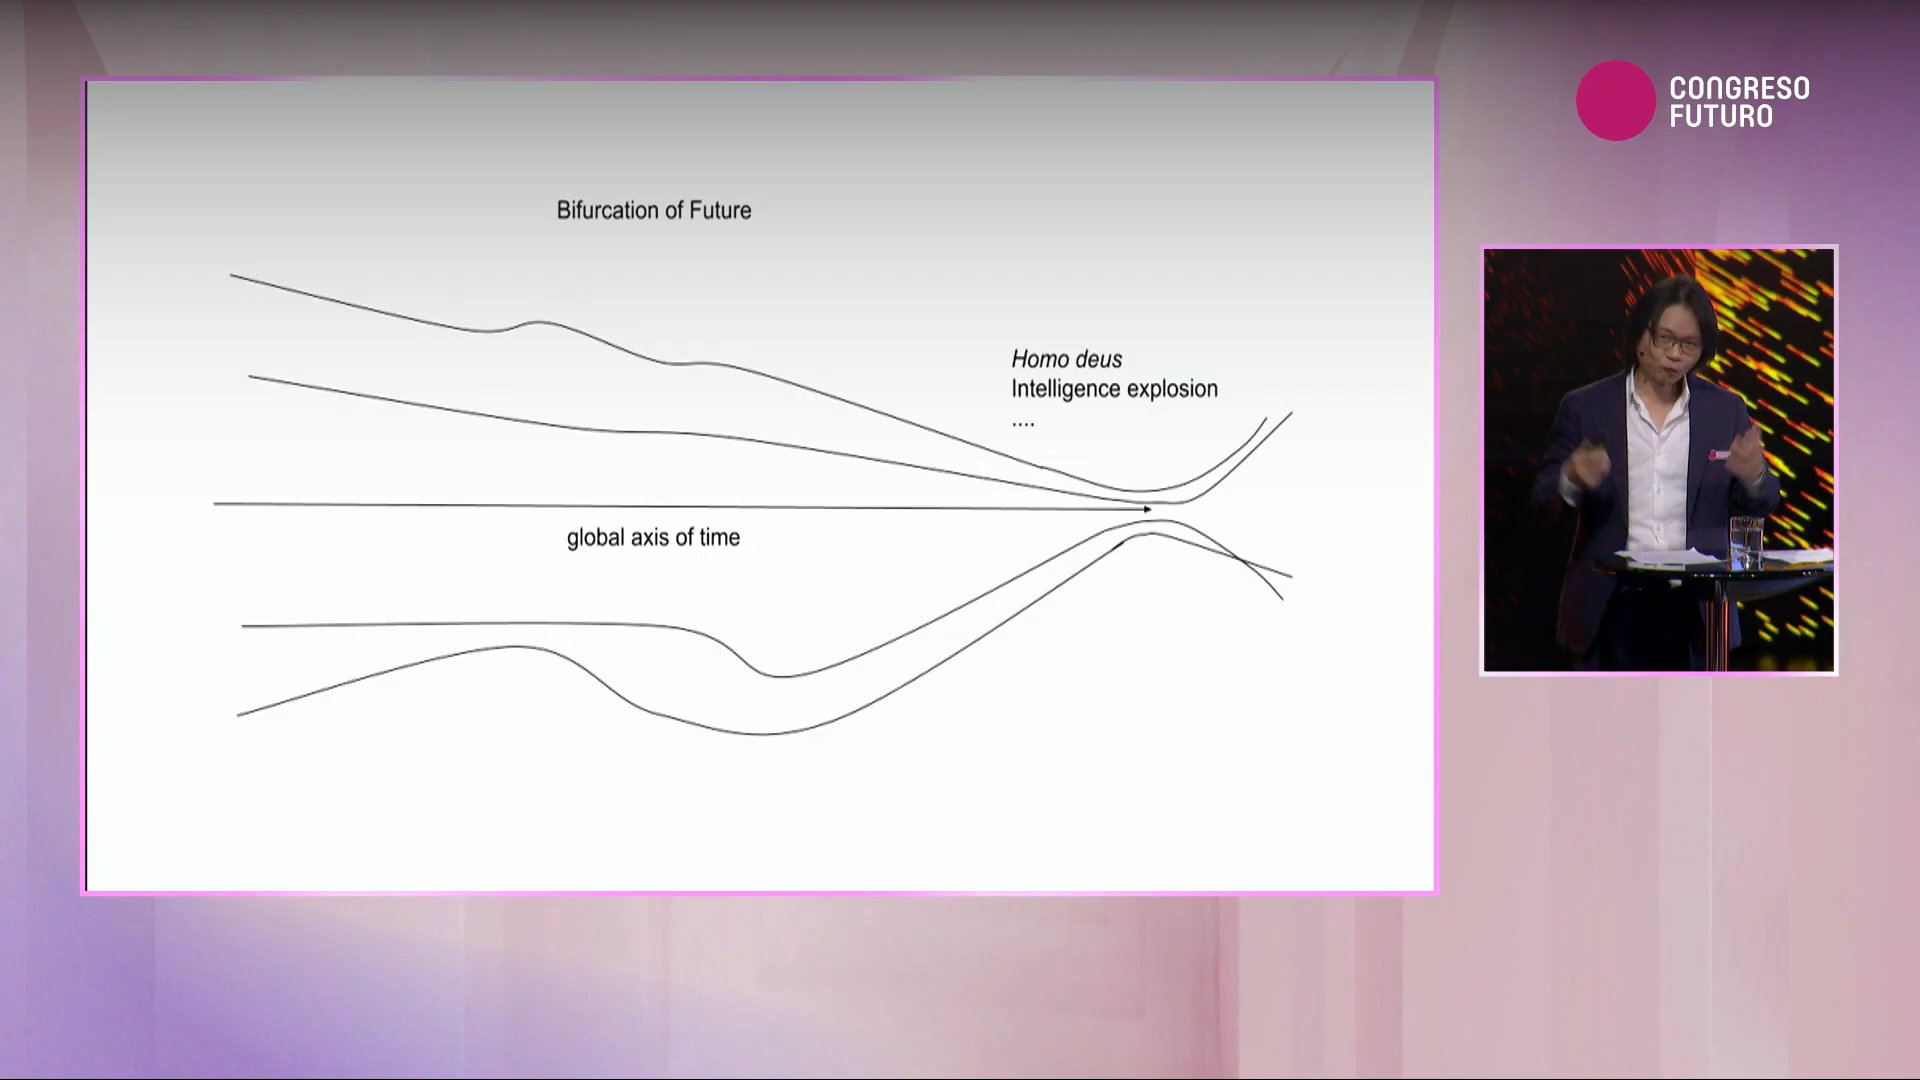 CONGRESO
FUTURO
Bifurcation of Future
Homo deus
Intelligence explosion
....
global axis of time